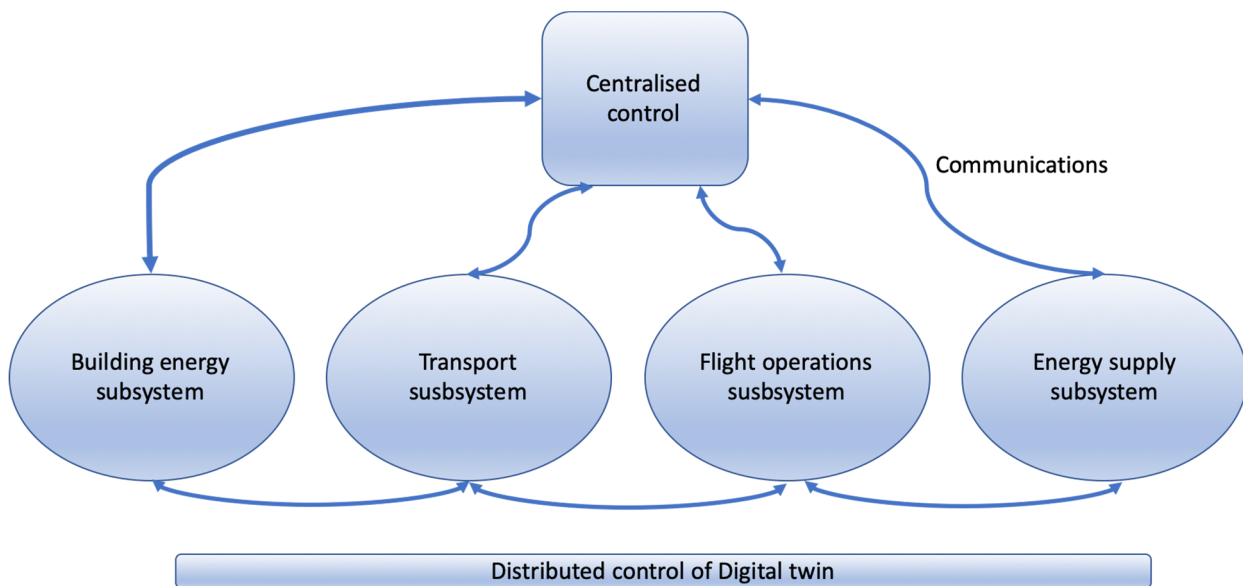 Centralised
control
Communications
Building energy
subsystem
Transport
susbsystem
Flight operations
susbsystem
Energy supply
subsystem
Distributed control of Digital twin